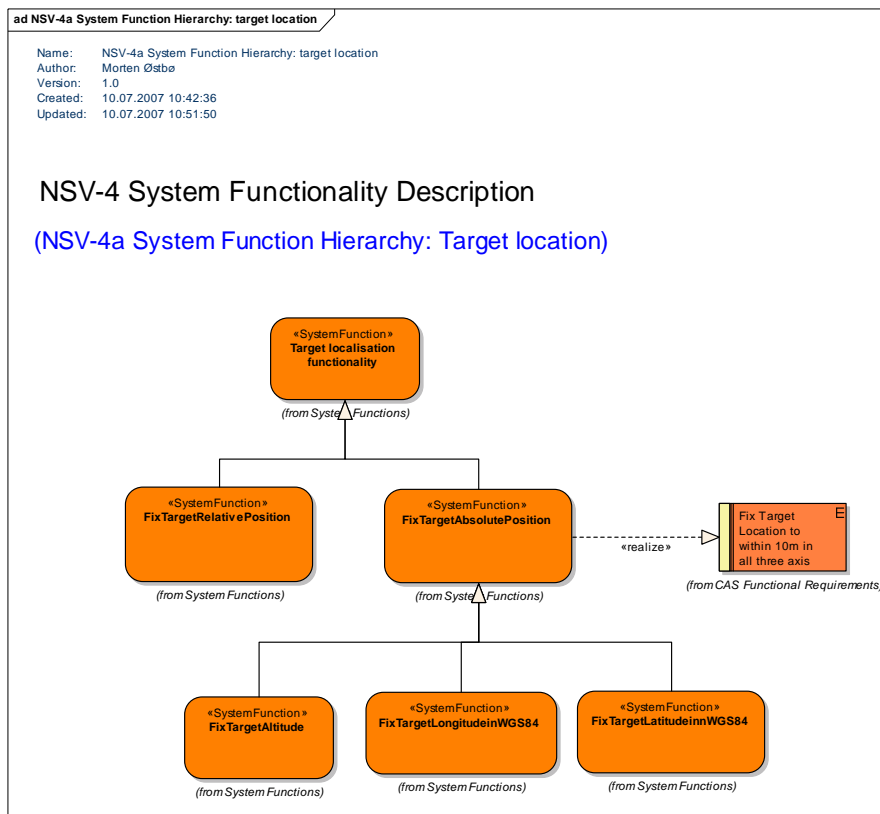 ad NSV-4a System Function Hierarchy: target location
Name: NSV-4a System Function Hierarchy: target location
Author: Morten Østbø
Version: 1.0
Created: 10.07.2007 10:42:36
Updated: 10.07.2007 10:51:50
NSV-4 System Functionality Description
(NSV-4a System Function Hierarchy: Target location)
«SystemFunction»
Target localisation
functionality
(from System Functions)
«SystemFunction»
FixTargetRelativePosition
(from System Functions)
«SystemFunction»
FixTargetAbsolutePosition
(from System Functions)
«realize»
E
Fix Target
Location to
within 10m in
all three axis
(from CAS Functional Requirements)
«SystemFunction»
FixTargetAltitude
(from System Functions)
«SystemFunction»
FixTargetLongitudeinWGS84
(from System Functions)
«SystemFunction»
FixTargetLatitudeinnWGS84
(from System Functions)